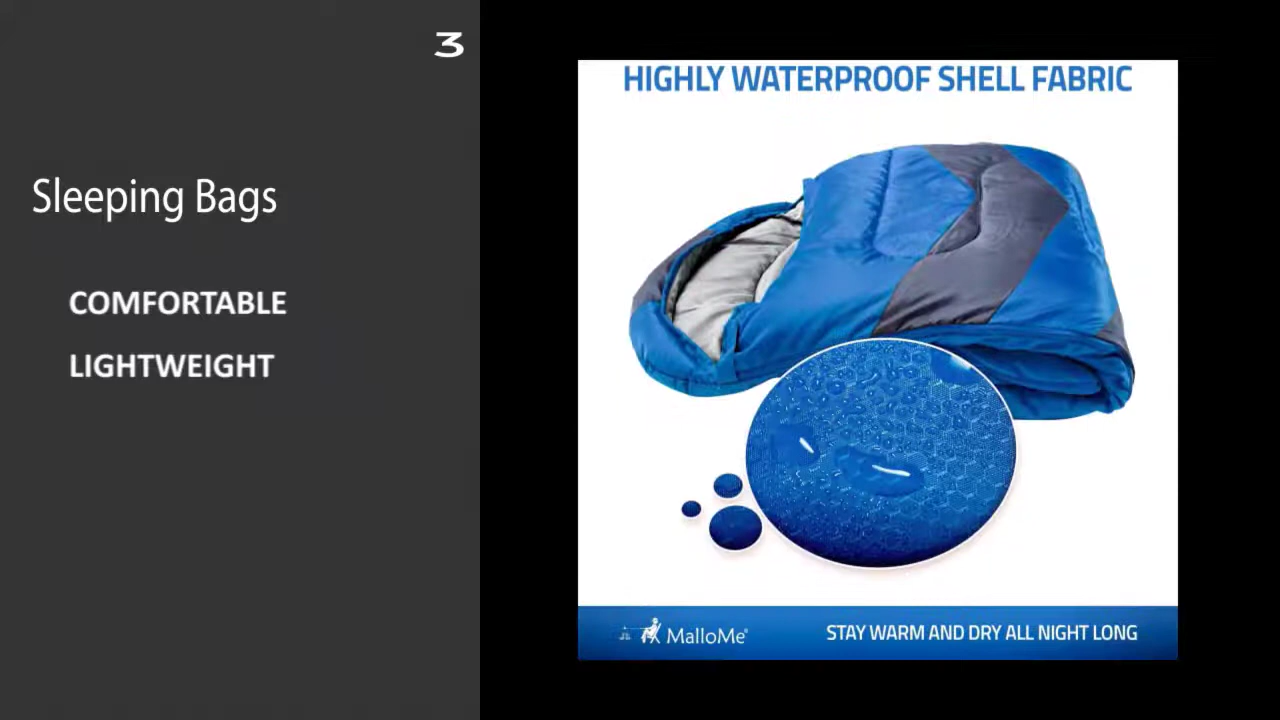 3
Sleeping Bags
COMFORTABLE
LIGHTWEIGHT
HIGHLY WATERPROOF SHELL FABRIC
MalloMe®
STAY WARM AND DRY ALL NIGHT LONG